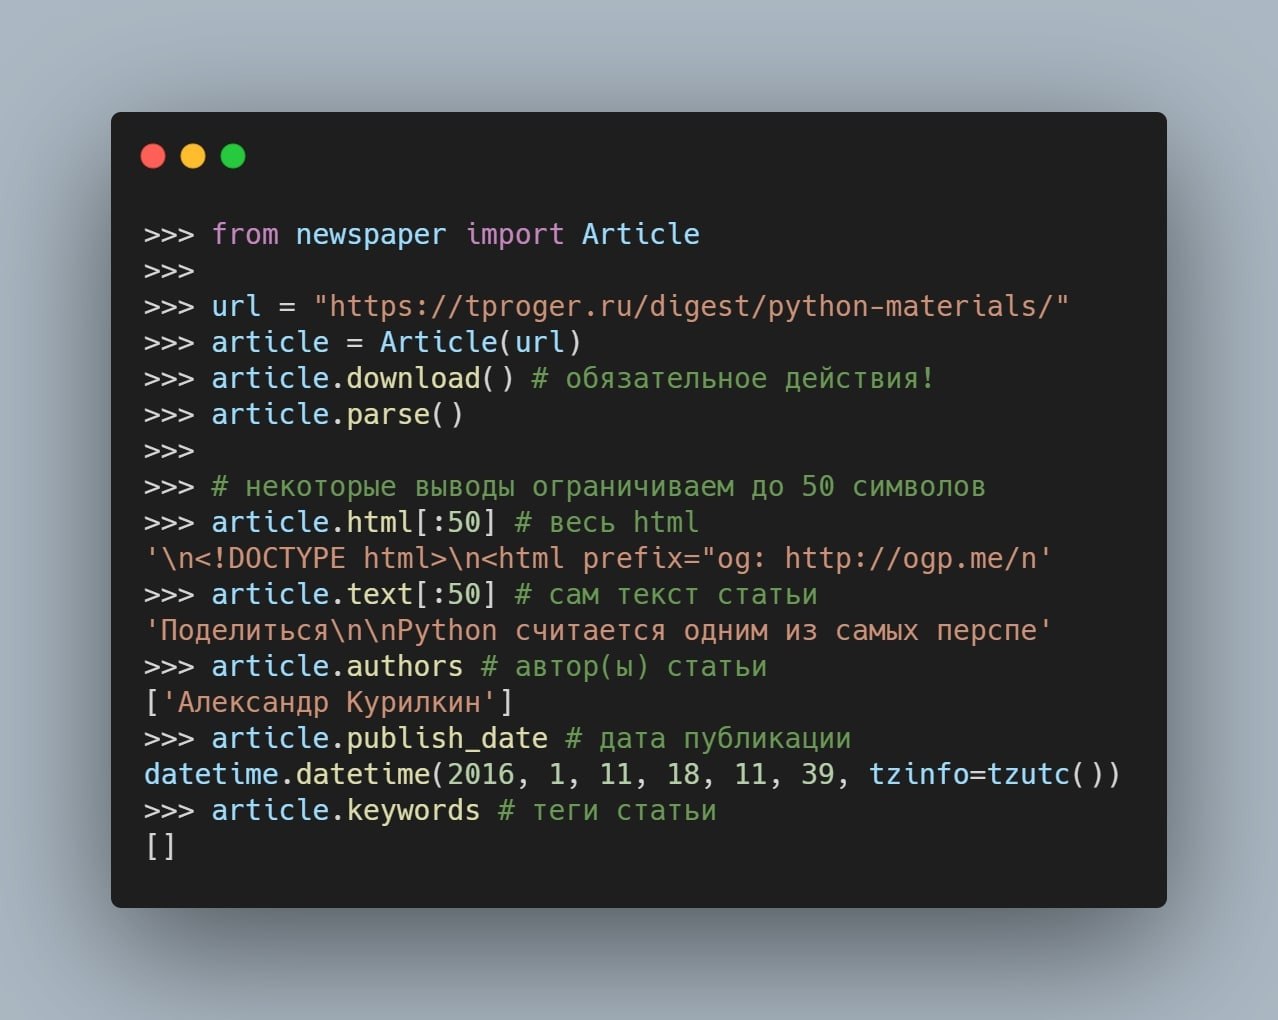 >>> from newspaper import Article
>>>
>>> url = "https://tproger.ru/digest/python-materials/"
>>> article = Article(url)
>>> article.download() # обязательное действия!
>>> article.parse()
>>>
>>> # некоторые выводы ограничиваем до 50 символов
>>> article.html[:50] # весь html
'\n<!DOCTYPE html>\n<html prefix="og: http://ogp.me/n'
>>> article.text[:50] # сам текст статьи
'Поделиться\n\nPython считается одним из самых перспе'
>>> article.authors # автор(ы) статьи
['Александр Курилкин']
>>> article.publish_date # дата публикации
datetime.datetime(2016, 1, 11, 18, 11, 39, tzinfo=tzutc())
>>> article.keywords # теги статьи
[]